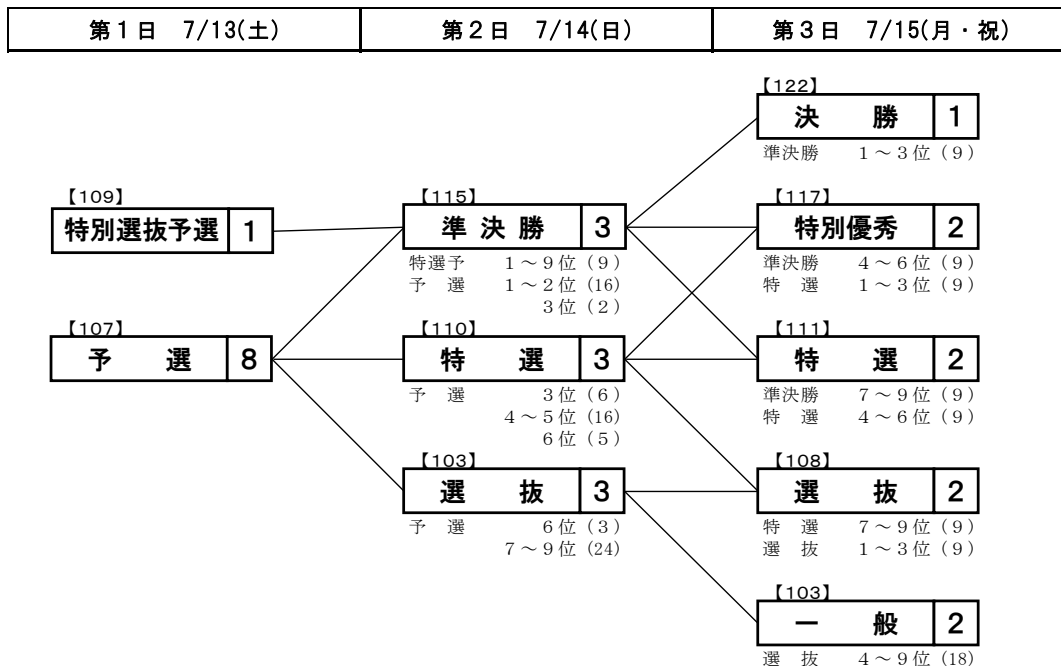 第１日　7/13(土)
第２日　7/14(日)
第３日　7/15(月・祝)
【109】
特別選抜予選 1
【107】
予　選 8
【115】
準 決 勝 3
特選予　1～9位 (9)
予　選　1～2位 (16)
3位 (2)
【110】
特　選 3
予　選　3位 (6)
4～5位 (16)
6位 (5)
【103】
選　抜 3
予　選　6位 (3)
7～9位 (24)
【122】
決　勝 1
準決勝　1～3位 (9)
【117】
特別優秀 2
準決勝　4～6位 (9)
特　選　1～3位 (9)
【111】
特　選 2
準決勝　7～9位 (9)
特　選　4～6位 (9)
【108】
選　抜 2
特　選　7～9位 (9)
選　抜　1～3位 (9)
【103】
一　般 2
選　抜　4～9位 (18)